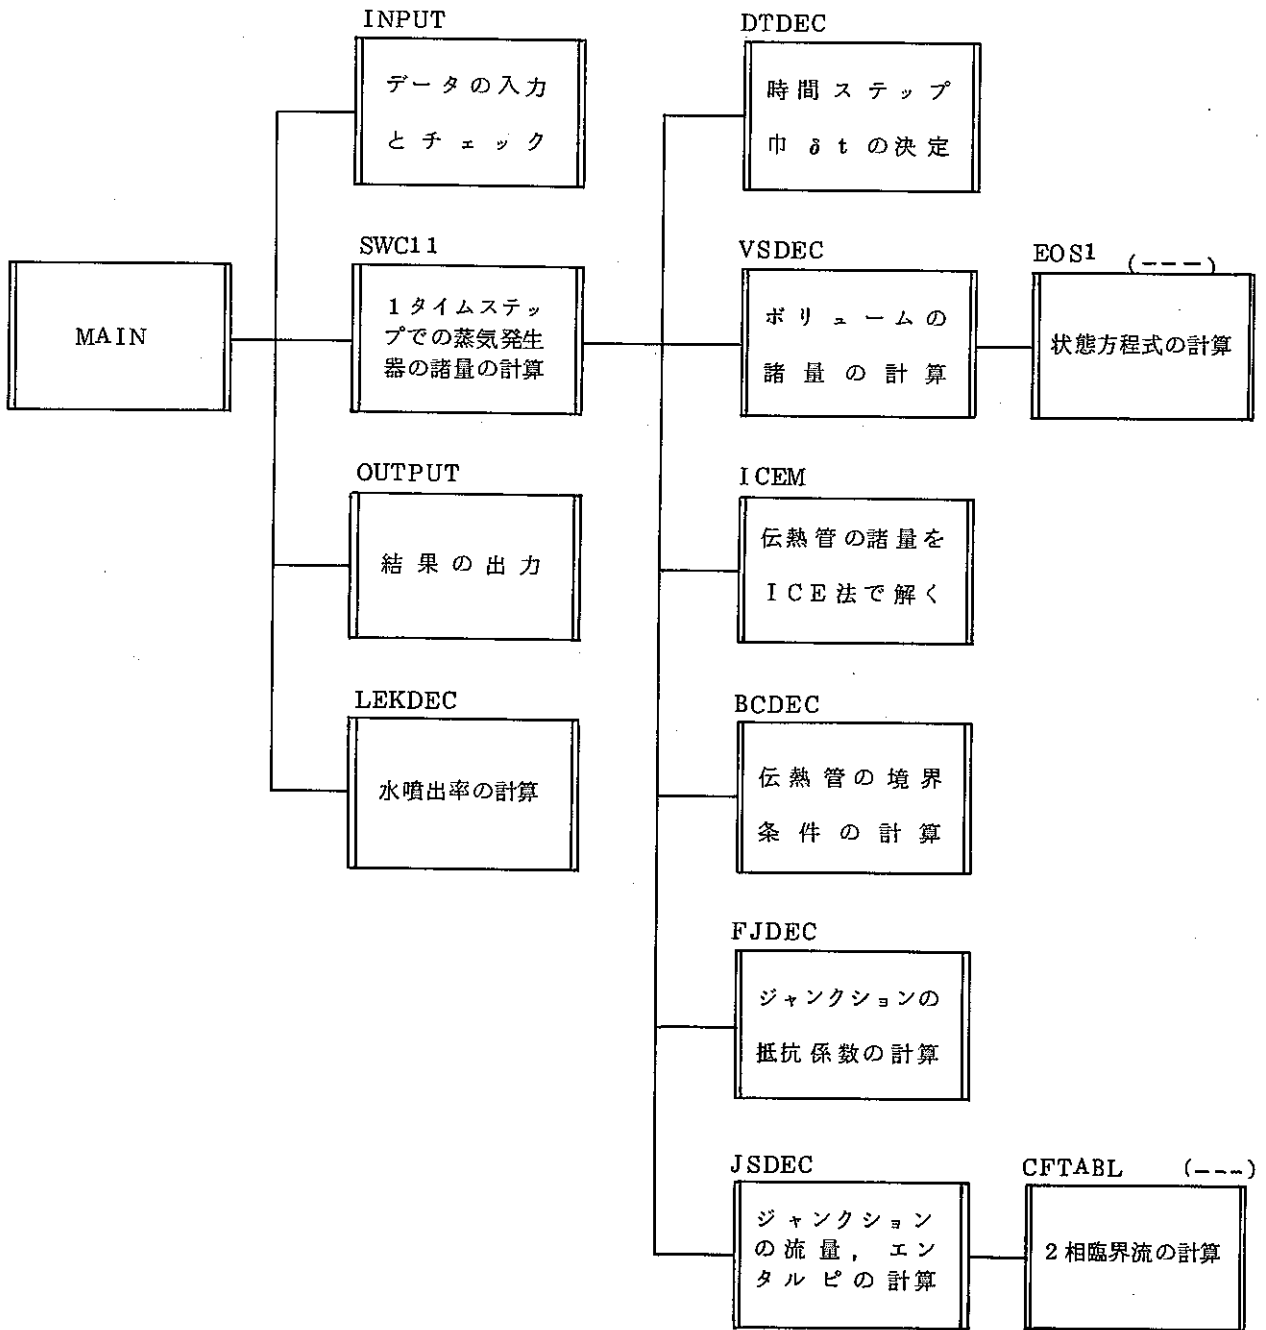 INPUT
データの入力
とチェック
DTDEC
時間ステップ
巾δtの決定
MAIN
SWC11
1タイムステッ
プでの蒸気発生
器の諸量の計算
VSDEC
ボリュームの
諸量の計算
EOS1 (---)
状態方程式の計算
OUTPUT
結果の出力
ICEM
伝熱管の諸量を
ICE法で解く
LEKDEC
水噴出率の計算
BCDEC
伝熱管の境界
条件の計算
FJDEC
ジャンクションの
抵抗係数の計算
JSDEC
ジャンクション
の流量,エン
タルピの計算
CFTABL (---)
2相臨界流の計算